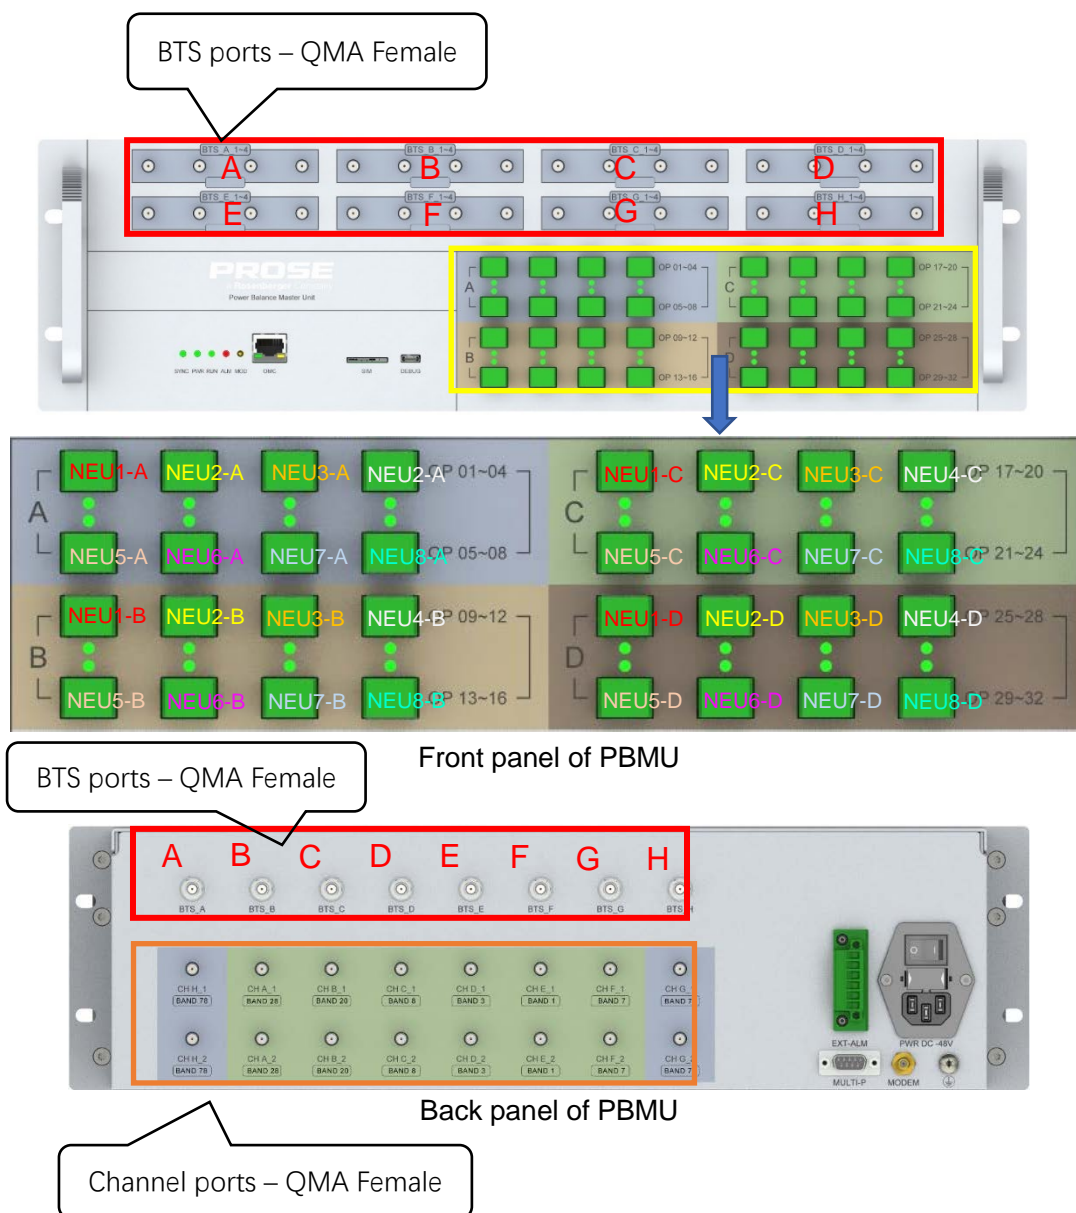 BTS ports – QMA Female
BTS_A_1~4 BTS_B_1~4 BTS_C_1~4 BTS_D_1~4
A B C D
BTS_E_1~4 BTS_F_1~4 BTS_G_1~4 BTS_H_1~4
E F G H
PROSE
Power Balance Master Unit
SYNC PWR RUN ALM MOD OMC SIM DEBUG
A OP 01~04 C OP 17~20
OP 05~08 OP 21~24
B OP 09~12 D OP 25~28
OP 13~16 OP 29~32
NEU1-A NEU2-A NEU3-A NEU2-A OP 01~04 NEU1-C NEU2-C NEU3-C NEU4-C OP 17~20
A C
NEU5-A NEU6-A NEU7-A NEU8-A OP 05~08 NEU5-C NEU6-C NEU7-C NEU8-C OP 21~24
NEU1-B NEU2-B NEU3-B NEU4-B OP 09~12 NEU1-D NEU2-D NEU3-D NEU4-D OP 25~28
B D
NEU5-B NEU6-B NEU7-B NEU8-B OP 13~16 NEU5-D NEU6-D NEU7-D NEU8-D OP 29~32
Front panel of PBMU
BTS ports – QMA Female
A B C D E F G H
BTS_A BTS_B BTS_C BTS_D BTS_E BTS_F BTS_G BTS_H
CH H_1 CH A_1 CH B_1 CH C_1 CH D_1 CH E_1 CH F_1 CH G_1
BAND 78 BAND 28 BAND 20 BAND 8 BAND 3 BAND 1 BAND 7 BAND
CH H_2 CH A_2 CH B_2 CH C_2 CH D_2 CH E_2 CH F_2 CH G_2
BAND 78 BAND 28 BAND 20 BAND 8 BAND 3 BAND 1 BAND 7 BAND
EXT-ALM PWR DC -48V
MULTI-P MODEM
Back panel of PBMU
Channel ports – QMA Female